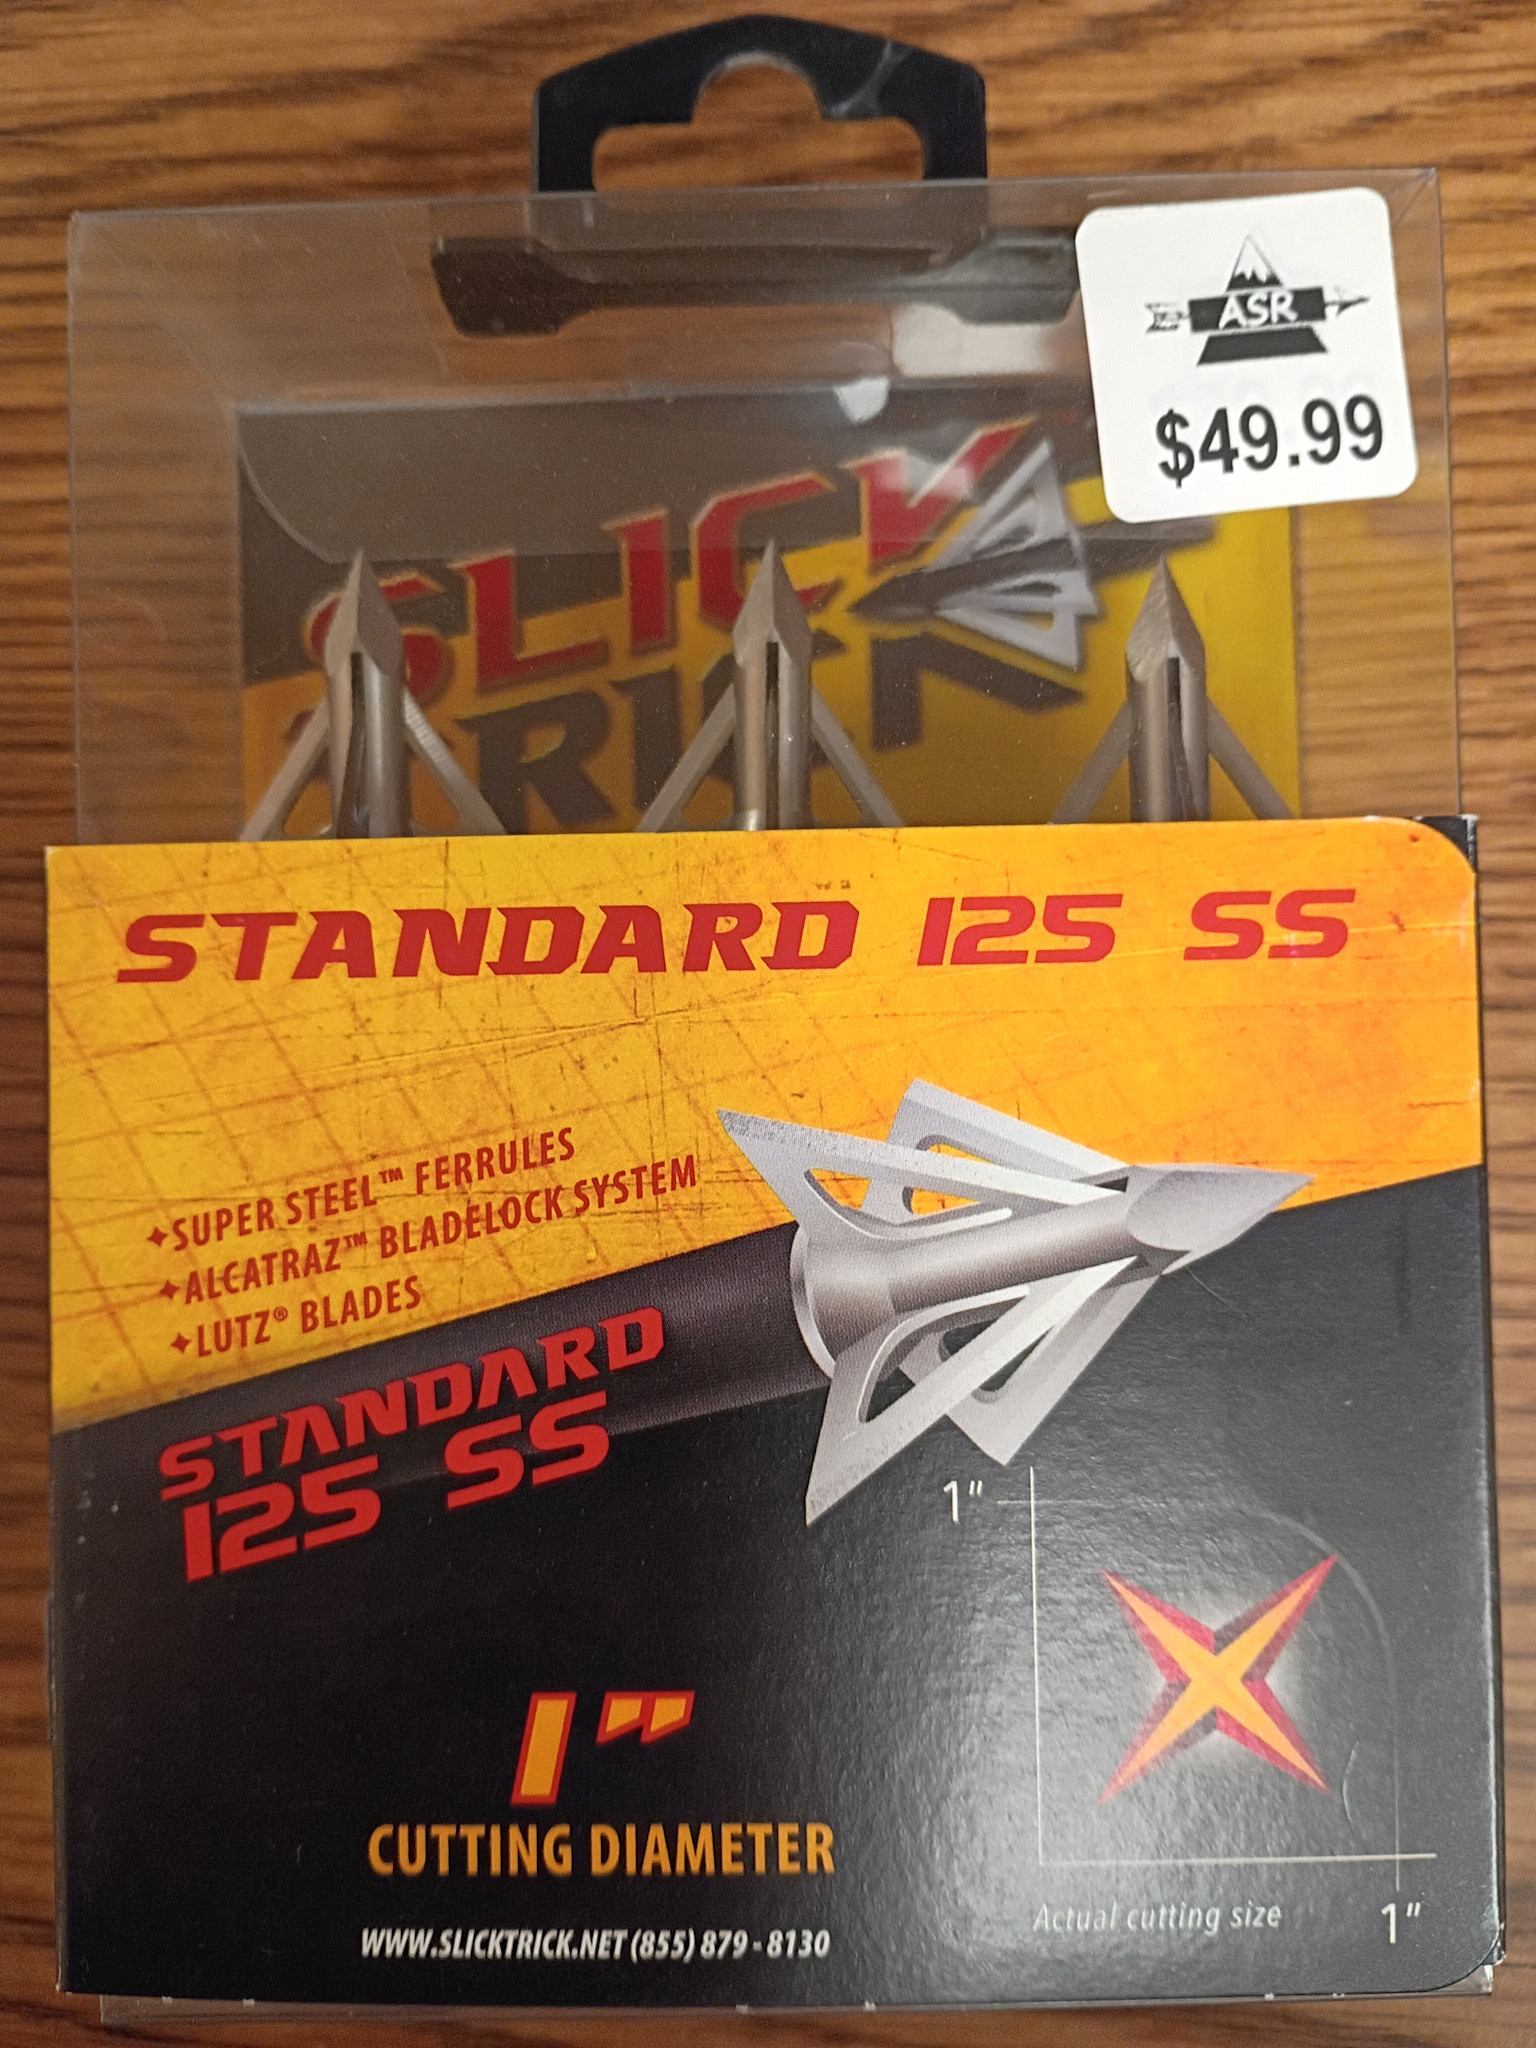 ASR
$49.99
SLICK
TRICK
STANDARD 125 SS
✦SUPER STEEL™ FERRULES
✦ALCATRAZ™ BLADELOCK SYSTEM
✦LUTZ® BLADES
STANDARD
125 SS
1"
1"
CUTTING DIAMETER
Actual cutting size
1"
WWW.SLICKTRICK.NET (855) 879-8130